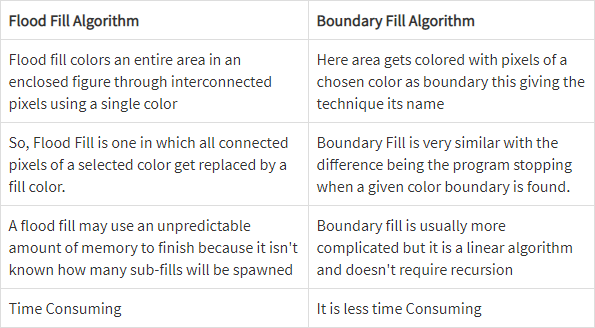 Flood Fill Algorithm
Boundary Fill Algorithm
Flood fill colors an entire area in an
enclosed figure through interconnected
pixels using a single color
Here area gets colored with pixels of a
chosen color as boundary this giving the
technique its name
So, Flood Fill is one in which all connected
pixels of a selected color get replaced by a
fill color.
Boundary Fill is very similar with the
difference being the program stopping
when a given color boundary is found.
A flood fill may use an unpredictable
amount of memory to finish because it isn't
known how many sub-fills will be spawned
Boundary fill is usually more
complicated but it is a linear algorithm
and doesn't require recursion
Time Consuming
It is less time Consuming